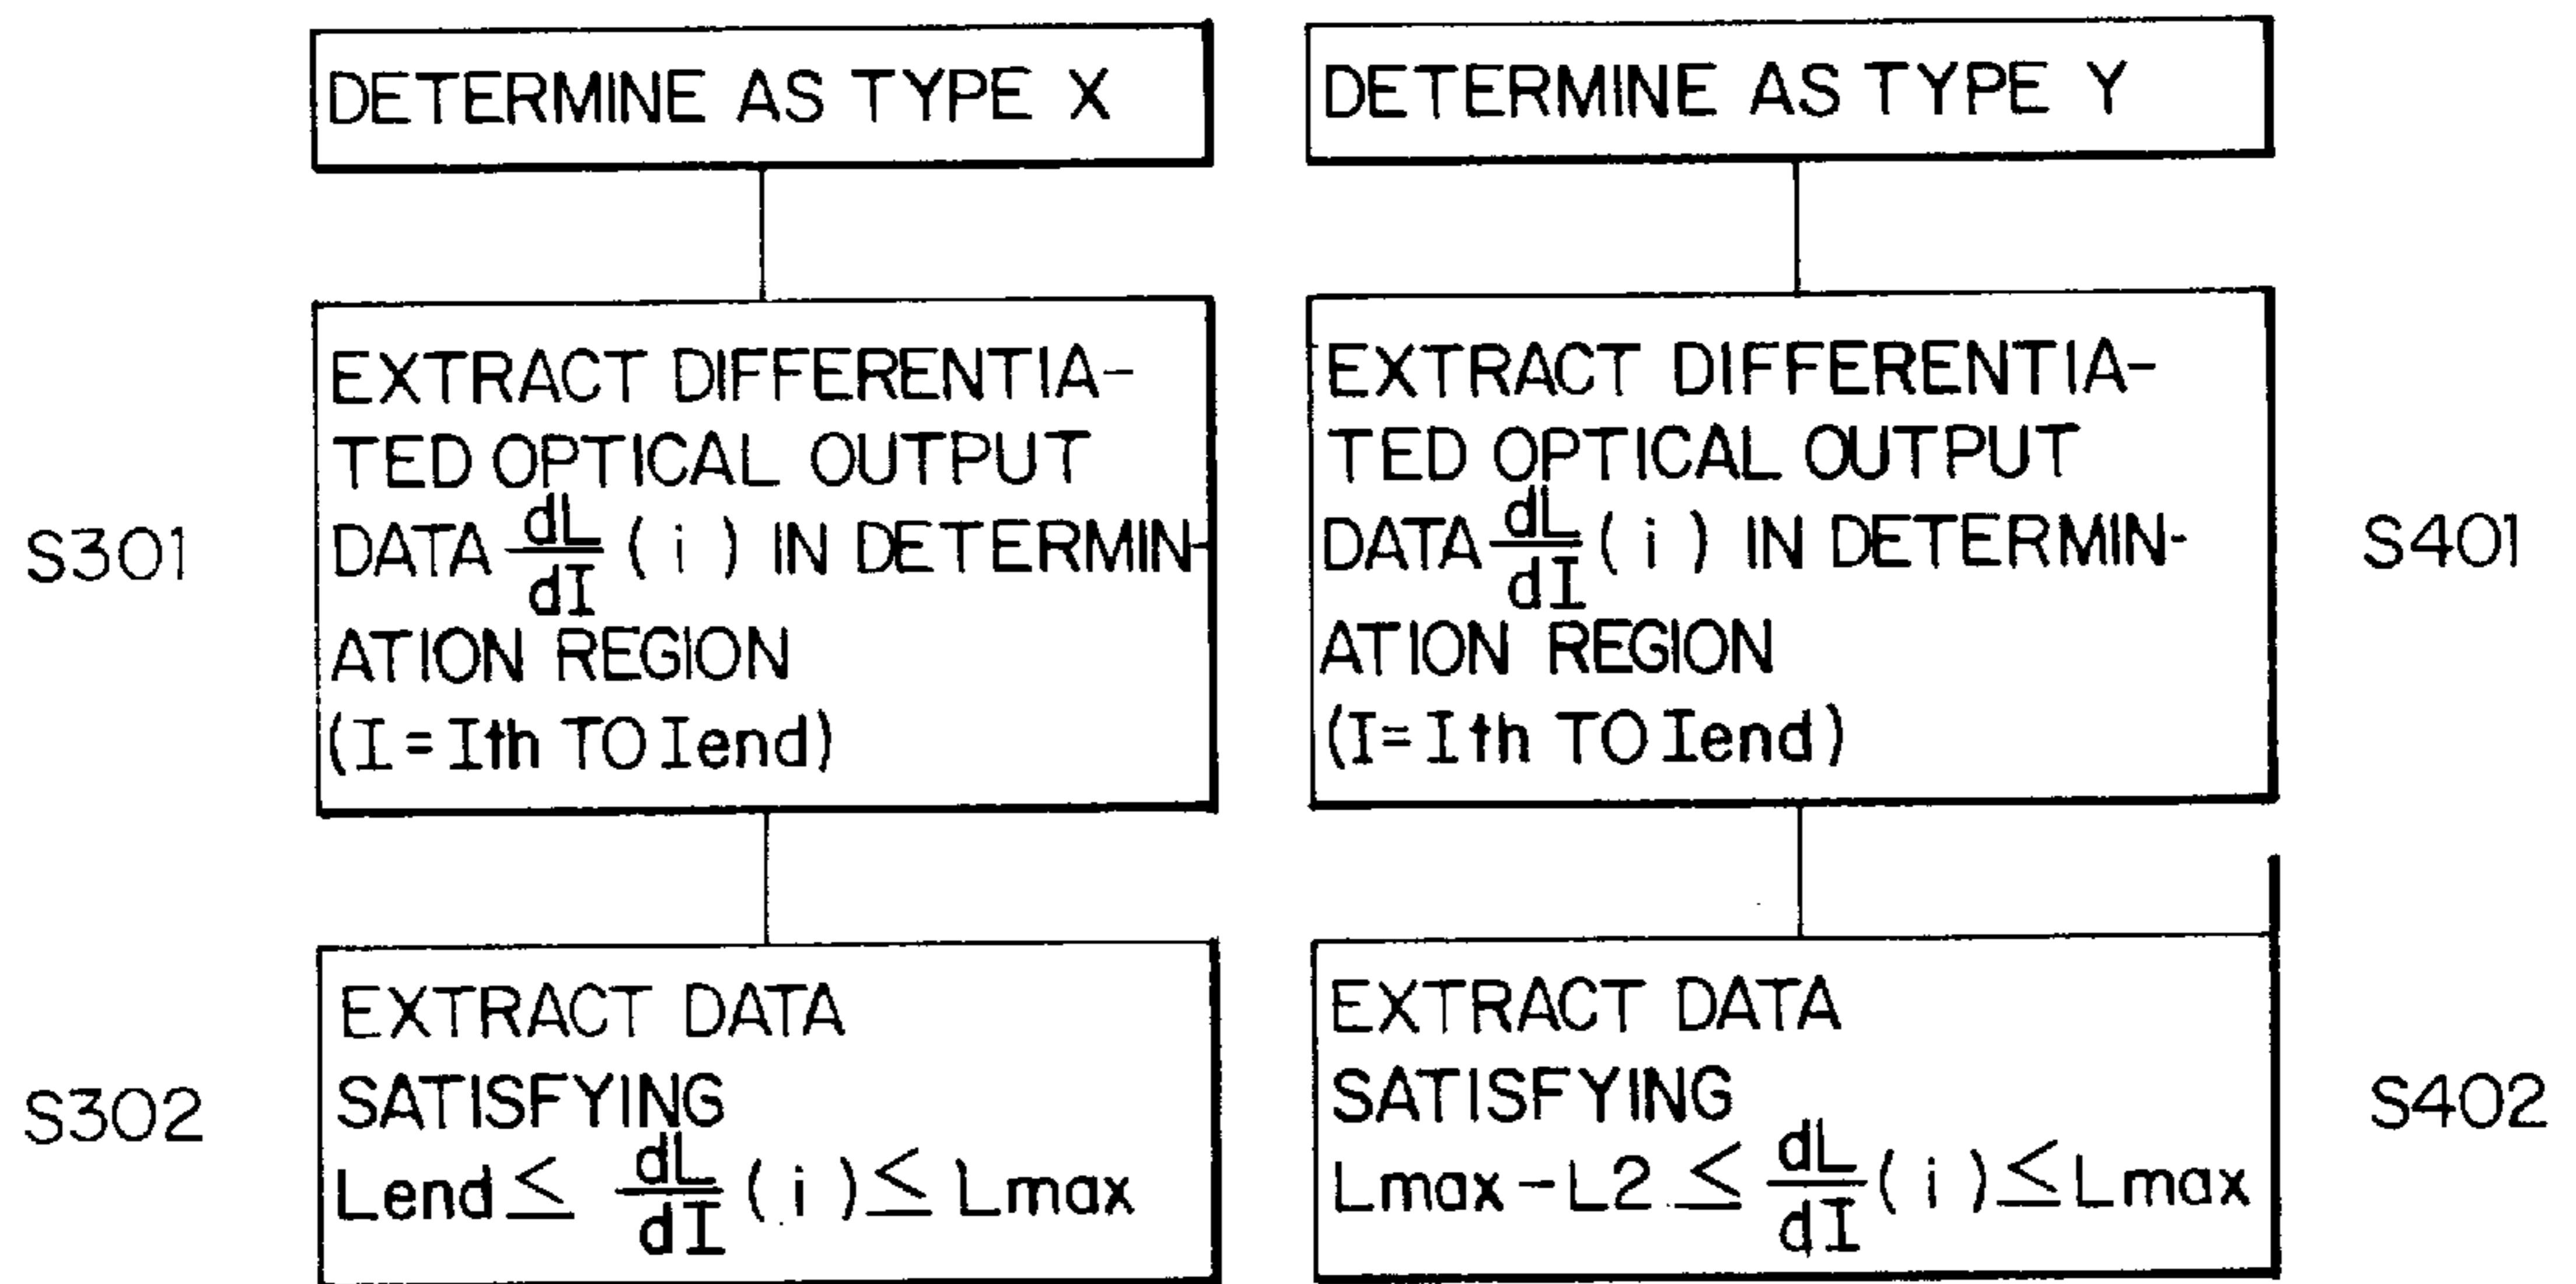 DETERMINE AS TYPE X
S301
EXTRACT DIFFERENTIA-
TED OPTICAL OUTPUT
DATA dL/dI ( i ) IN DETERMIN-
ATION REGION
(I=Ith TO Iend)
S302
EXTRACT DATA
SATISFYING
Lend ≤ dL/dI ( i ) ≤ Lmax
DETERMINE AS TYPE Y
EXTRACT DIFFERENTIA-
TED OPTICAL OUTPUT
DATA dL/dI ( i ) IN DETERMIN-
ATION REGION
(I=Ith TO Iend)
S401
EXTRACT DATA
SATISFYING
Lmax-L2 ≤ dL/dI ( i ) ≤ Lmax
S402